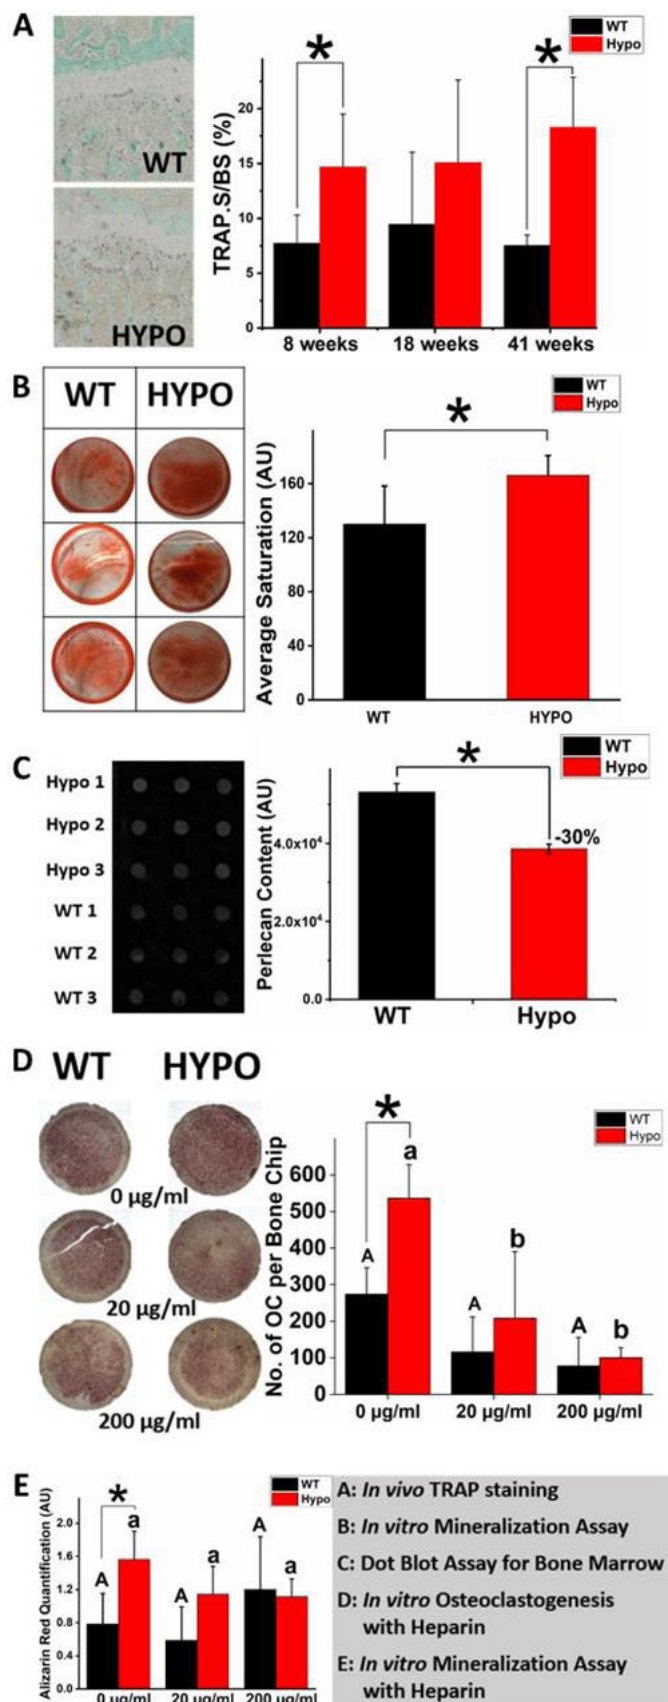 A
WT
HYPO
WT
Hypo
*
*
TRAP.S/BS (%)
20
15
10
5
0
8 weeks
18 weeks
41 weeks
B
WT
HYPO
WT
Hypo
*
Average Saturation (AU)
160
120
80
40
0
WT
HYPO
C
Hypo 1
Hypo 2
Hypo 3
WT 1
WT 2
WT 3
WT
Hypo
*
-30%
Perlecan Content (AU)
4.0x10⁴
2.0x10⁴
0.0
WT
Hypo
D
WT
HYPO
0 µg/ml
20 µg/ml
200 µg/ml
WT
Hypo
*
No. of OC per Bone Chip
600
500
400
300
200
100
0
A
a
A
b
A
b
0 µg/ml
20 µg/ml
200 µg/ml
E
WT
Hypo
*
Alizarin Red Quantification (AU)
2.0
1.6
1.2
0.8
0.4
0.0
A
a
A
a
A
a
0 µg/ml
20 µg/ml
200 µg/ml
A: In vivo TRAP staining
B: In vitro Mineralization Assay
C: Dot Blot Assay for Bone Marrow
D: In vitro Osteoclastogenesis
with Heparin
E: In vitro Mineralization Assay
with Heparin